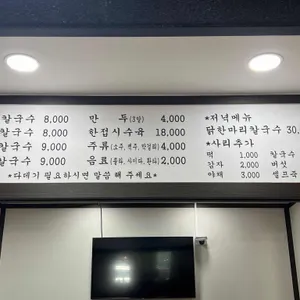 칼국수 8,000
칼국수 8,000
칼국수 9,000
칼국수 9,000
만 두(3알) 4,000
한접시수육 18,000
주류(소주, 맥주, 막걸리) 4,000
음료(콜라, 사이다, 환타) 2,000
*다데기 필요하시면 말씀해 주세요*
*저녁메뉴
닭한마리칼국수 30,
*사리추가
떡 1,000 칼국수
감자 2,000 버섯
야채 3,000